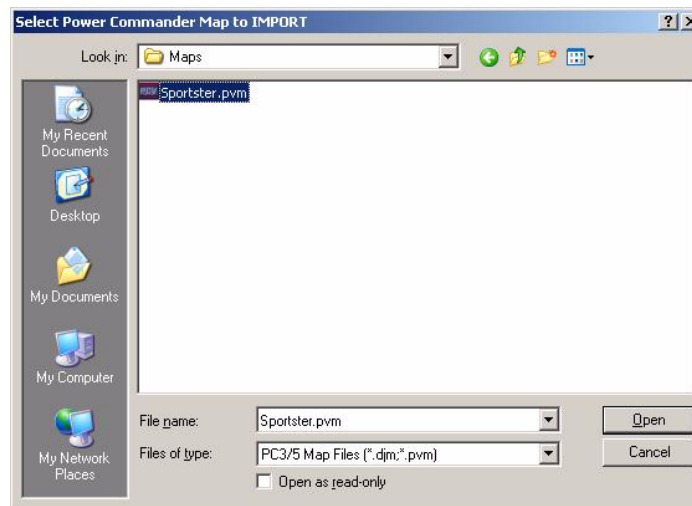 Select Power Commander Map to IMPORT
Look in: Maps
Sportster.pvm
My Recent
Documents
Desktop
My Documents
My Computer
My Network
Places
File name: Sportster.pvm Open
Files of type: PC3/5 Map Files (*.djm;*.pvm) Cancel
Open as read-only